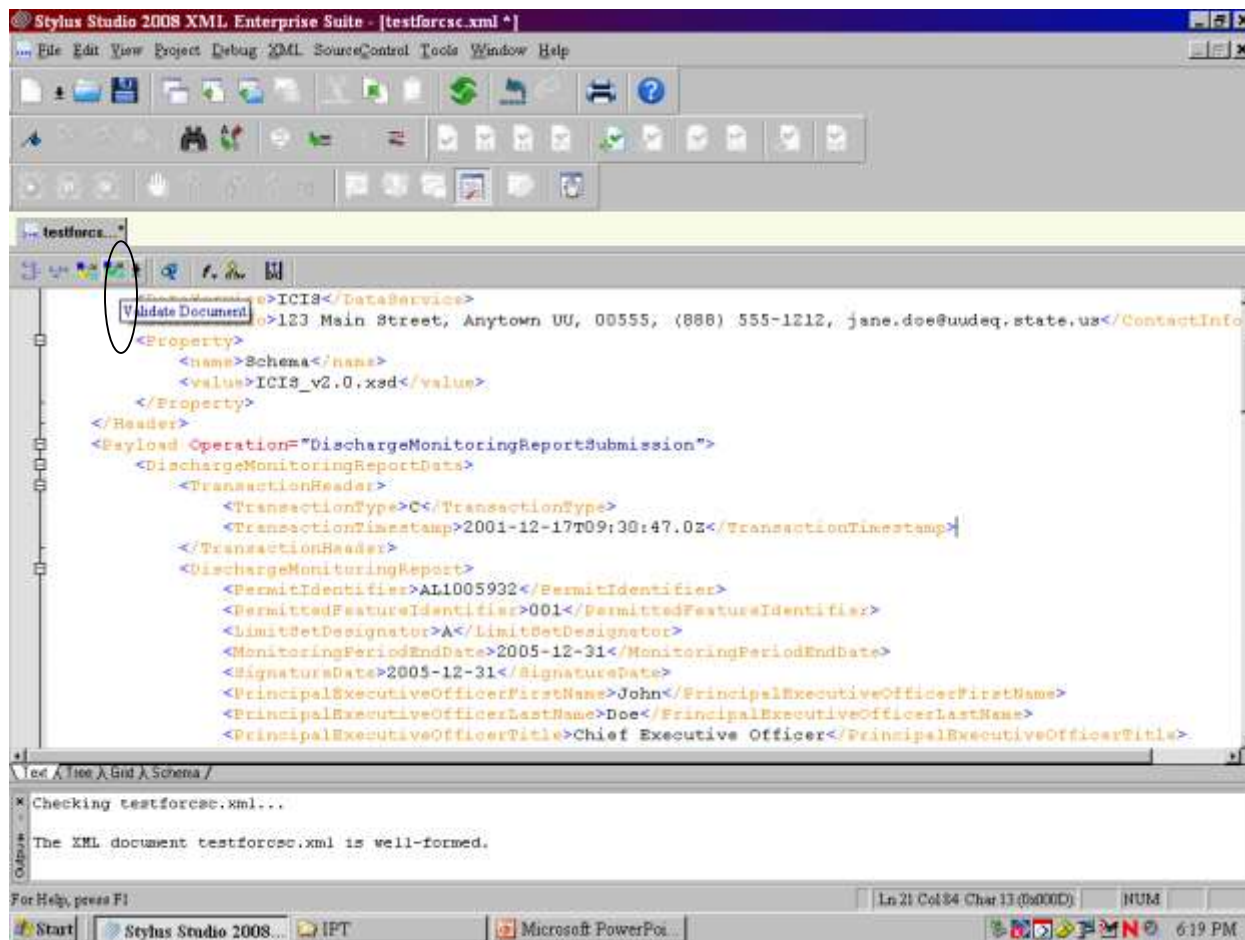 Stylus Studio 2008 XML Enterprise Suite - [testforcsc.xml *]
File Edit View Project Debug XML SourceControl Tools Window Help
testforcs...*
>ICIS</DataService>
Validate Document
>123 Main Street, Anytown UU, 00555, (888) 555-1212, jane.doe@uudeq.state.us</ContactInfo
<Property>
<name>Schema</name>
<value>ICIS_v2.0.xsd</value>
</Property>
</Header>
<Payload Operation="DischargeMonitoringReportSubmission">
<DischargeMonitoringReportData>
<TransactionHeader>
<TransactionType>C</TransactionType>
<TransactionTimestamp>2001-12-17T09:30:47.0Z</TransactionTimestamp>
</TransactionHeader>
<DischargeMonitoringReport>
<PermitIdentifier>AL1005932</PermitIdentifier>
<PermittedFeatureIdentifier>001</PermittedFeatureIdentifier>
<LimitSetDesignator>A</LimitSetDesignator>
<MonitoringPeriodEndDate>2005-12-31</MonitoringPeriodEndDate>
<SignatureDate>2005-12-31</SignatureDate>
<PrincipalExecutiveOfficerFirstName>John</PrincipalExecutiveOfficerFirstName>
<PrincipalExecutiveOfficerLastName>Doe</PrincipalExecutiveOfficerLastName>
<PrincipalExecutiveOfficerTitle>Chief Executive Officer</PrincipalExecutiveOfficerTitle>
Text Tree Grid Schema
Checking testforcsc.xml...
The XML document testforcsc.xml is well-formed.
Output
For Help, press F1
Ln 21 Col 84 Char 13 (0x000D) NUM
Start Stylus Studio 2008... IPT Microsoft PowerPoi... 6:19 PM